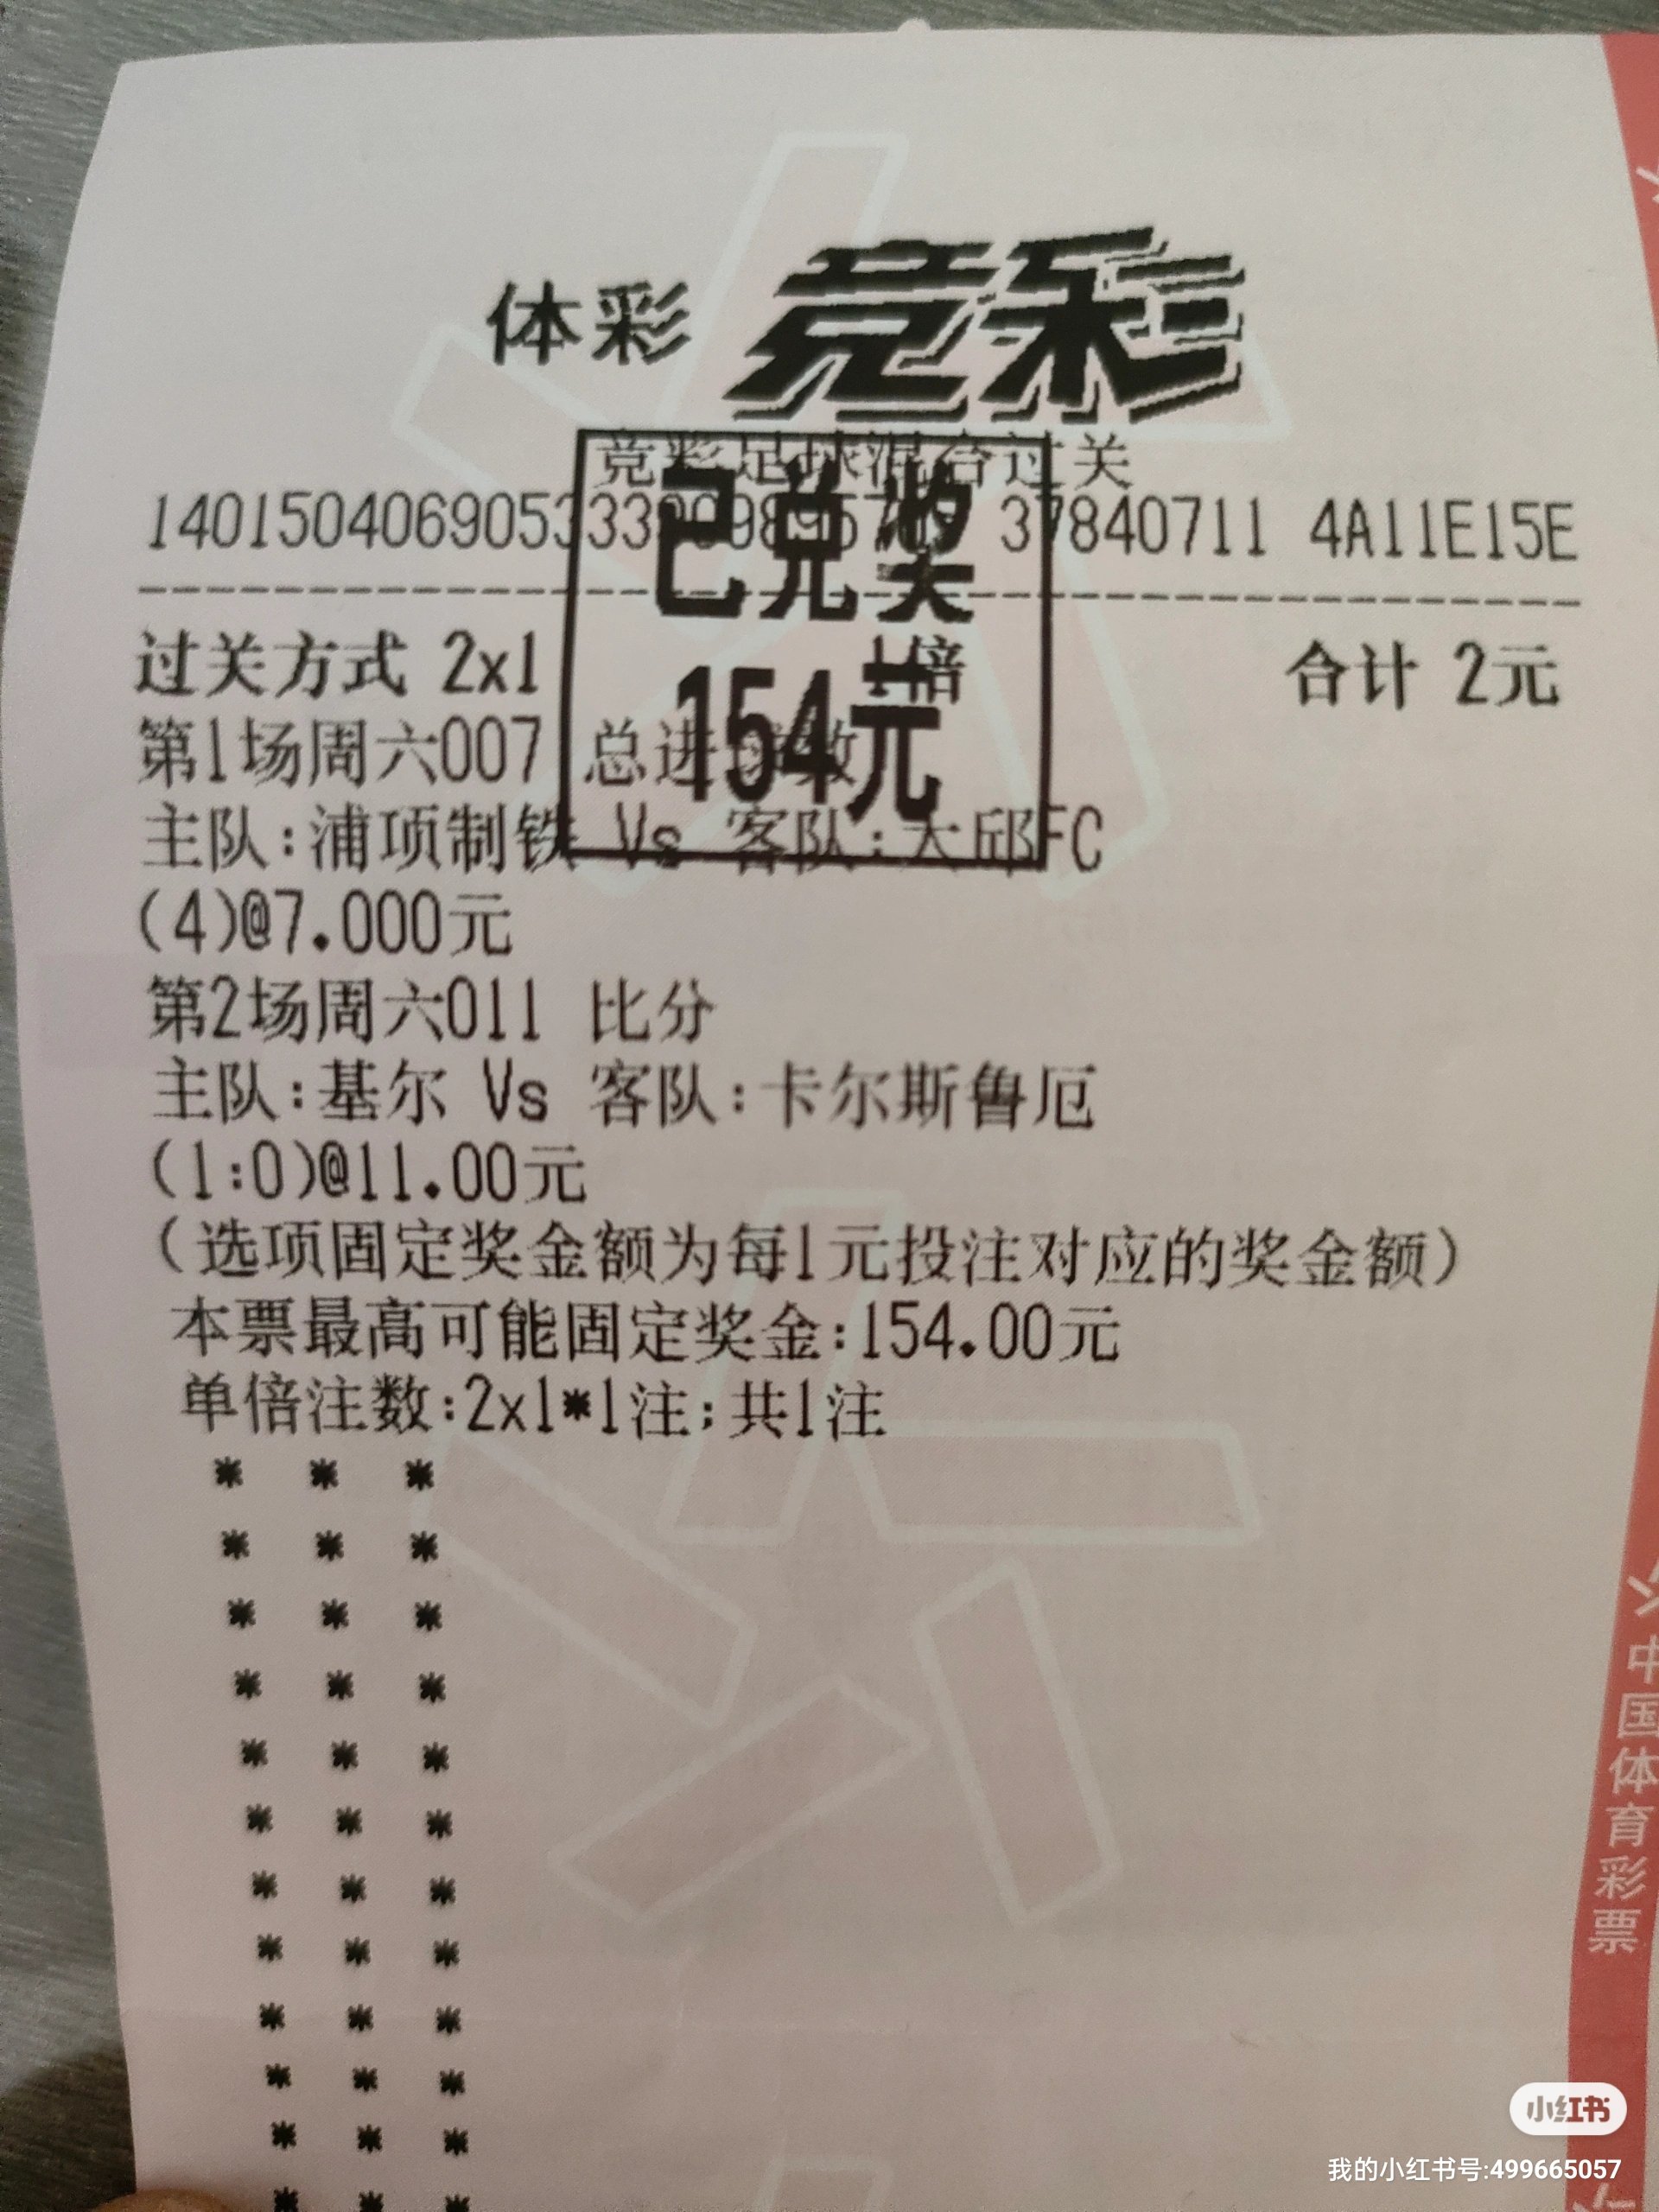 体彩 竞彩
竞彩足球混合过关
已兑奖
37840711 4A11E15E
过关方式 2x1 1倍 合计 2元
154元
第1场周六007 总进球数
主队:浦项制铁 Vs 客队:大邱FC
(4)@7.000元
第2场周六011 比分
主队:基尔 Vs 客队:卡尔斯鲁厄
(1:0)@11.00元
(选项固定奖金额为每1元投注对应的奖金额)
本票最高可能固定奖金:154.00元
单倍注数:2x1*1注;共1注
* * *
* * *
* * *
* * *
* * *
* * *
* * *
* * *
* * *
* * *
* * *
* * *
中国体育彩票
小红书
我的小红书号:499665057